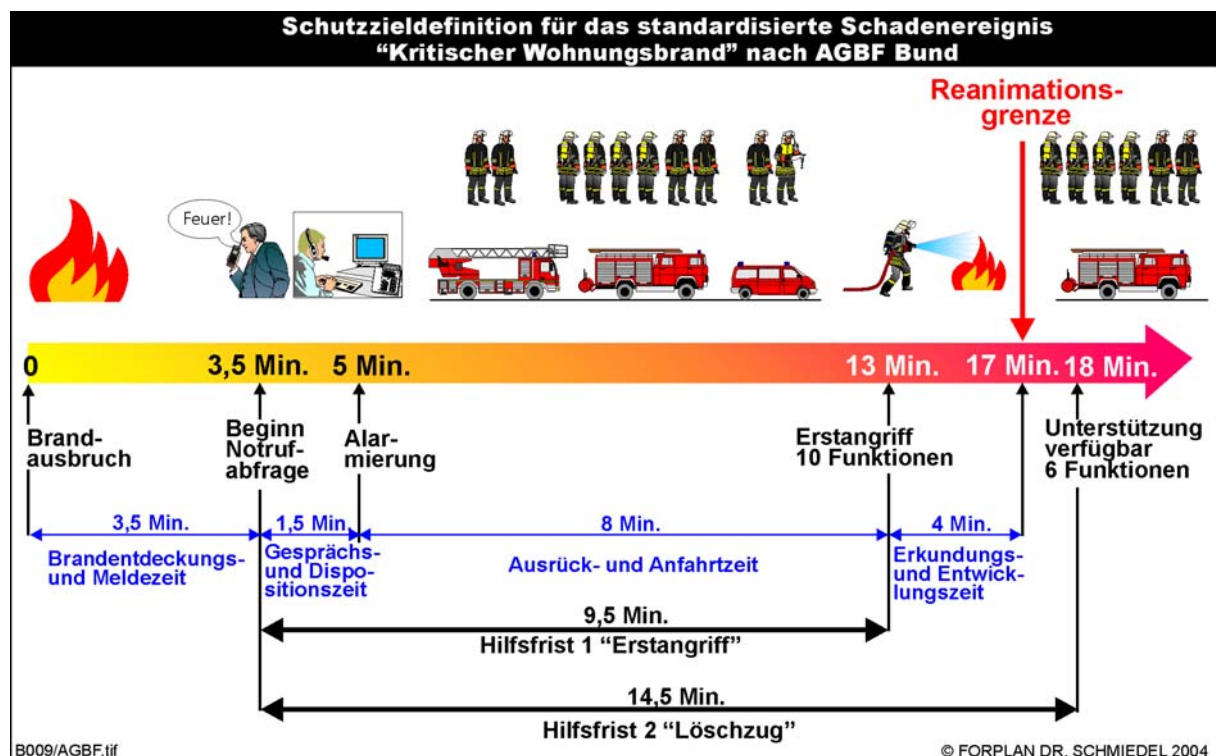 Schutzzieldefinition für das standardisierte Schadenereignis
“Kritischer Wohnungsbrand” nach AGBF Bund
Reanimations-
grenze
Feuer!
0
3,5 Min.
5 Min.
13 Min.
17 Min.
18 Min.
Brand-
ausbruch
Beginn
Notruf-
abfrage
Alar-
mierung
Erstangriff
10 Funktionen
Unterstützung
verfügbar
6 Funktionen
3,5 Min.
Brandentdeckungs-
und Meldezeit
1,5 Min.
Gesprächs-
und Dispo-
sitionszeit
8 Min.
Ausrück- und Anfahrtzeit
4 Min.
Erkundungs-
und Entwick-
lungszeit
9,5 Min.
Hilfsfrist 1 “Erstangriff”
14,5 Min.
Hilfsfrist 2 “Löschzug”
B009/AGBF.tif
© FORPLAN DR. SCHMIEDEL 2004